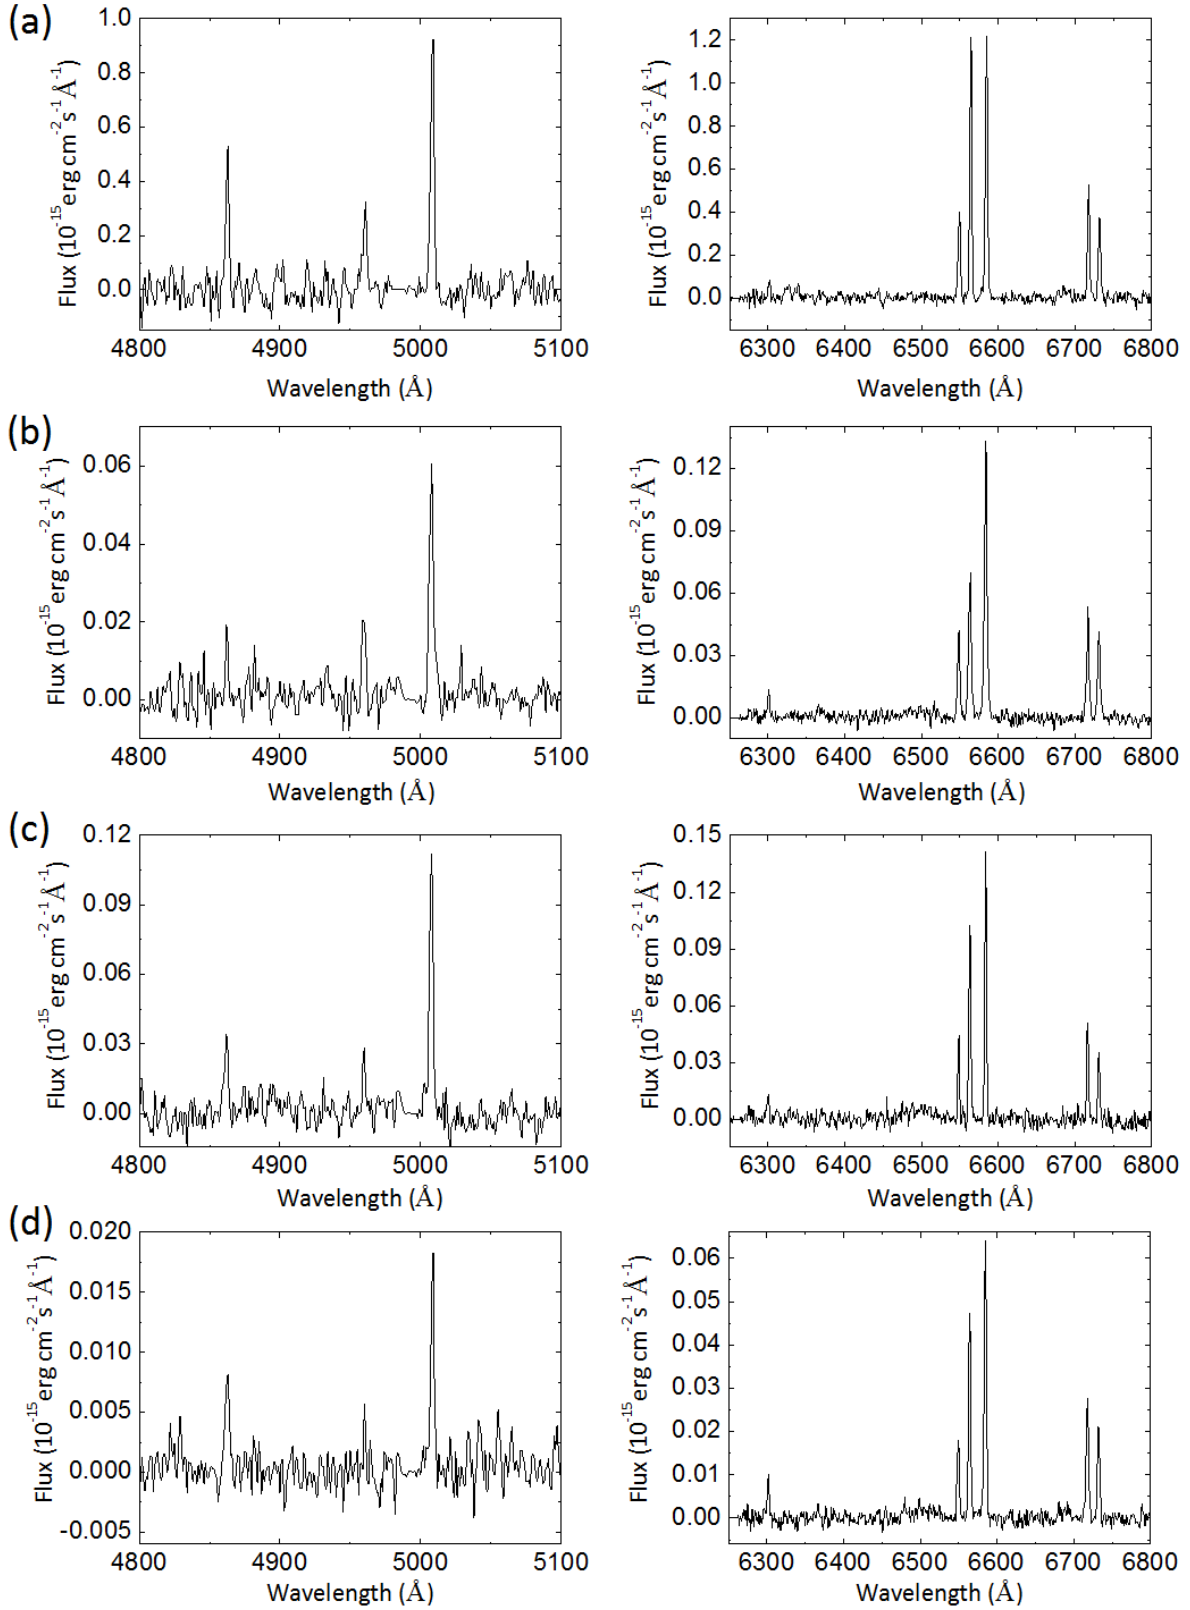 (a)
1.0
0.8
0.6
0.4
0.2
0.0
4800 4900 5000 5100
Wavelength (Å)
Flux (10⁻¹⁵ erg cm⁻² s⁻¹ Å⁻¹)
1.2
1.0
0.8
0.6
0.4
0.2
0.0
6300 6400 6500 6600 6700 6800
Wavelength (Å)
Flux (10⁻¹⁵ erg cm⁻² s⁻¹ Å⁻¹)
(b)
0.06
0.04
0.02
0.00
4800 4900 5000 5100
Wavelength (Å)
Flux (10⁻¹⁵ erg cm⁻² s⁻¹ Å⁻¹)
0.12
0.09
0.06
0.03
0.00
6300 6400 6500 6600 6700 6800
Wavelength (Å)
Flux (10⁻¹⁵ erg cm⁻² s⁻¹ Å⁻¹)
(c)
0.12
0.09
0.06
0.03
0.00
4800 4900 5000 5100
Wavelength (Å)
Flux (10⁻¹⁵ erg cm⁻² s⁻¹ Å⁻¹)
0.15
0.12
0.09
0.06
0.03
0.00
6300 6400 6500 6600 6700 6800
Wavelength (Å)
Flux (10⁻¹⁵ erg cm⁻² s⁻¹ Å⁻¹)
(d)
0.020
0.015
0.010
0.005
0.000
-0.005
4800 4900 5000 5100
Wavelength (Å)
Flux (10⁻¹⁵ erg cm⁻² s⁻¹ Å⁻¹)
0.06
0.05
0.04
0.03
0.02
0.01
0.00
6300 6400 6500 6600 6700 6800
Wavelength (Å)
Flux (10⁻¹⁵ erg cm⁻² s⁻¹ Å⁻¹)